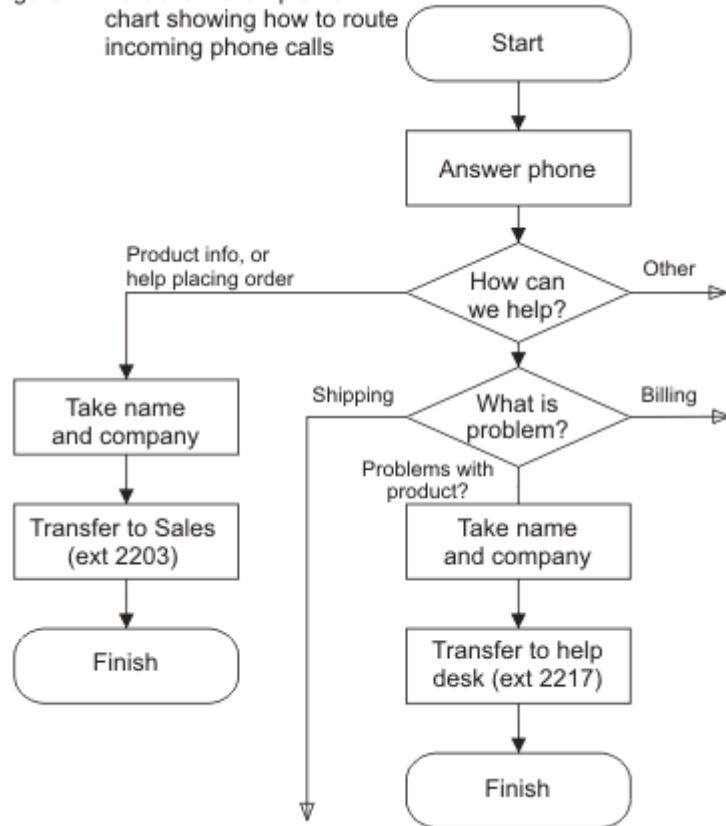 chart showing how to route
incoming phone calls
Start
Answer phone
How can
we help?
Product info, or
help placing order
Other
Take name
and company
Transfer to Sales
(ext 2203)
Finish
What is
problem?
Shipping
Billing
Problems with
product?
Take name
and company
Transfer to help
desk (ext 2217)
Finish